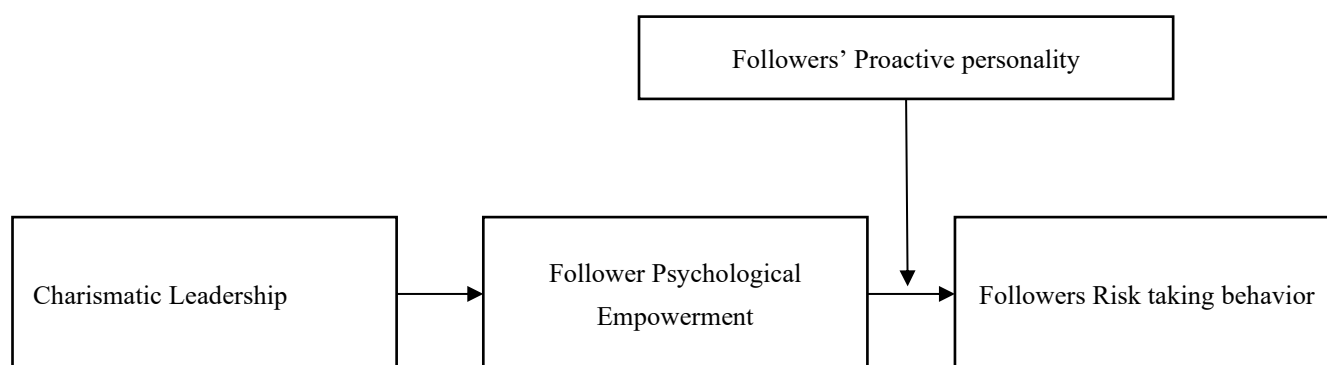 Followers’ Proactive personality
Charismatic Leadership
Follower Psychological
Empowerment
Followers Risk taking behavior